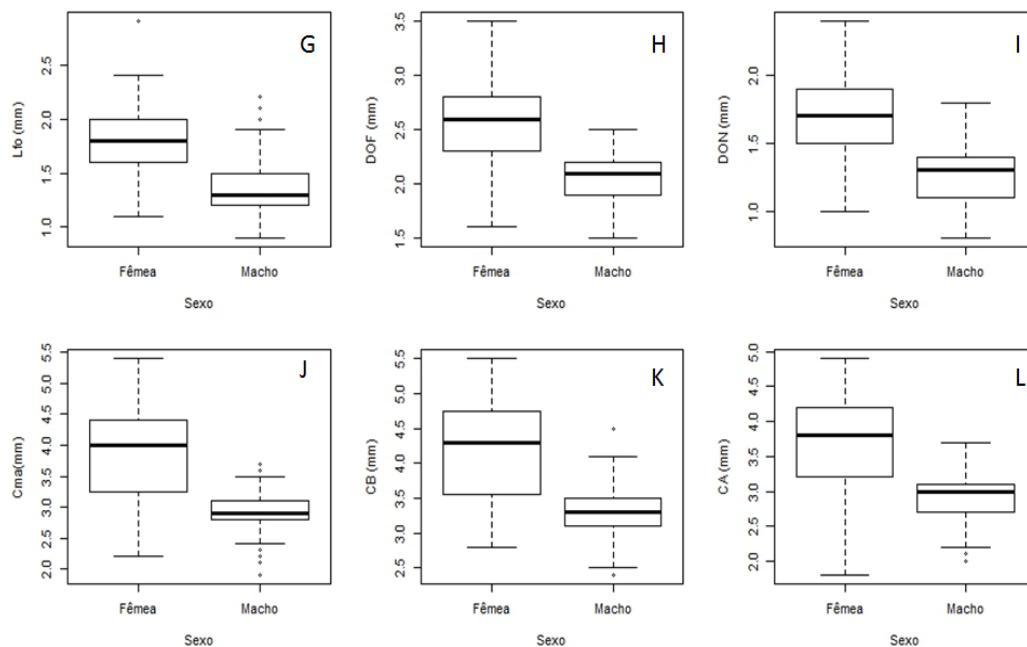 G
Lfo (mm)
2.5
2.0
1.5
1.0
Fêmea
Macho
Sexo
H
DOF (mm)
3.5
3.0
2.5
2.0
1.5
Fêmea
Macho
Sexo
I
DON (mm)
2.0
1.5
1.0
Fêmea
Macho
Sexo
J
Cma(mm)
5.5
5.0
4.5
4.0
3.5
3.0
2.5
2.0
Fêmea
Macho
Sexo
K
CB (mm)
5.5
5.0
4.5
4.0
3.5
3.0
2.5
Fêmea
Macho
Sexo
L
CA (mm)
5.0
4.5
4.0
3.5
3.0
2.5
2.0
Fêmea
Macho
Sexo